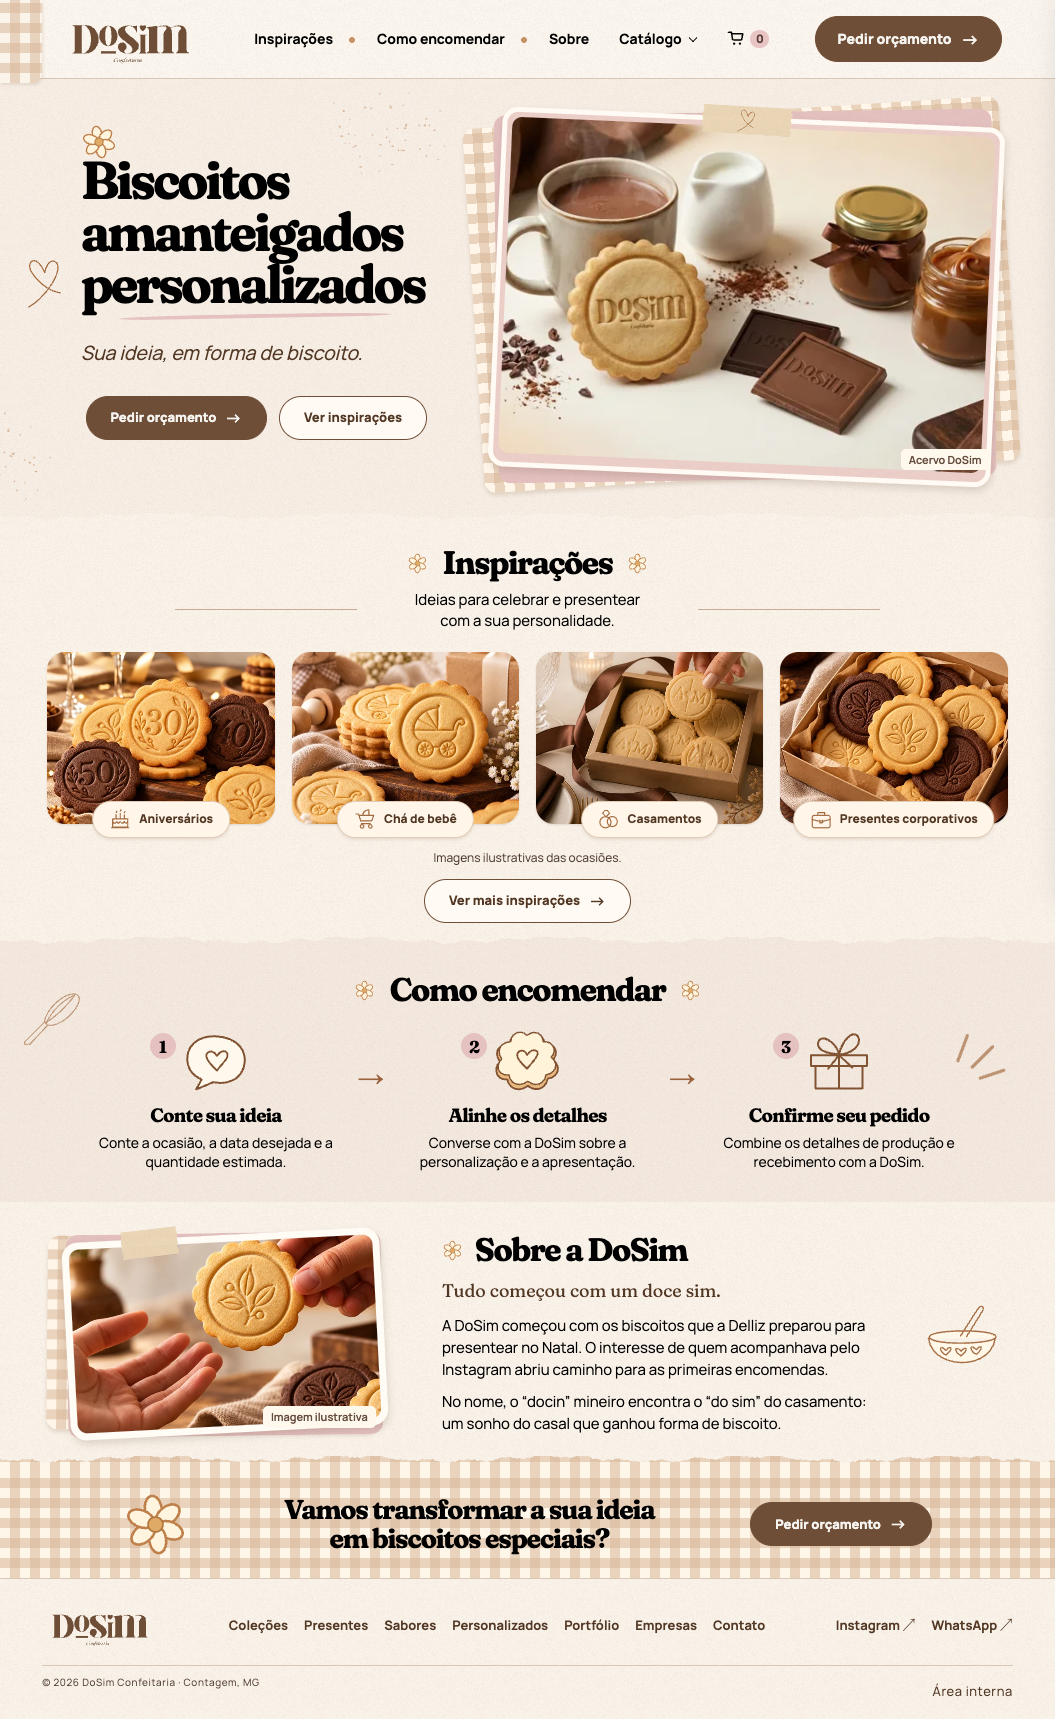 DoSim
Confeitaria
Inspirações
Como encomendar
Sobre
Catálogo
0
Pedir orçamento →
Biscoitos
amanteigados
personalizados
Sua ideia, em forma de biscoito.
Pedir orçamento →
Ver inspirações
DoSim
Confeitaria
DoSim
DoSim
Acervo DoSim
Inspirações
Ideias para celebrar e presentear
com a sua personalidade.
30
40
50
Aniversários
Chá de bebê
Casamentos
Presentes corporativos
Imagens ilustrativas das ocasiões.
Ver mais inspirações →
Como encomendar
1
→
2
→
3
Conte sua ideia
Alinhe os detalhes
Confirme seu pedido
Conte a ocasião, a data desejada e a
quantidade estimada.
Converse com a DoSim sobre a
personalização e a apresentação.
Combine os detalhes de produção e
recebimento com a DoSim.
Imagem ilustrativa
Sobre a DoSim
Tudo começou com um doce sim.
A DoSim começou com os biscoitos que a Delliz preparou para
presentear no Natal. O interesse de quem acompanhava pelo
Instagram abriu caminho para as primeiras encomendas.
No nome, o “docin” mineiro encontra o “do sim” do casamento:
um sonho do casal que ganhou forma de biscoito.
Vamos transformar a sua ideia
em biscoitos especiais?
Pedir orçamento →
DoSim
Confeitaria
Coleções
Presentes
Sabores
Personalizados
Portfólio
Empresas
Contato
Instagram ↗
WhatsApp ↗
© 2026 DoSim Confeitaria · Contagem, MG
Área interna